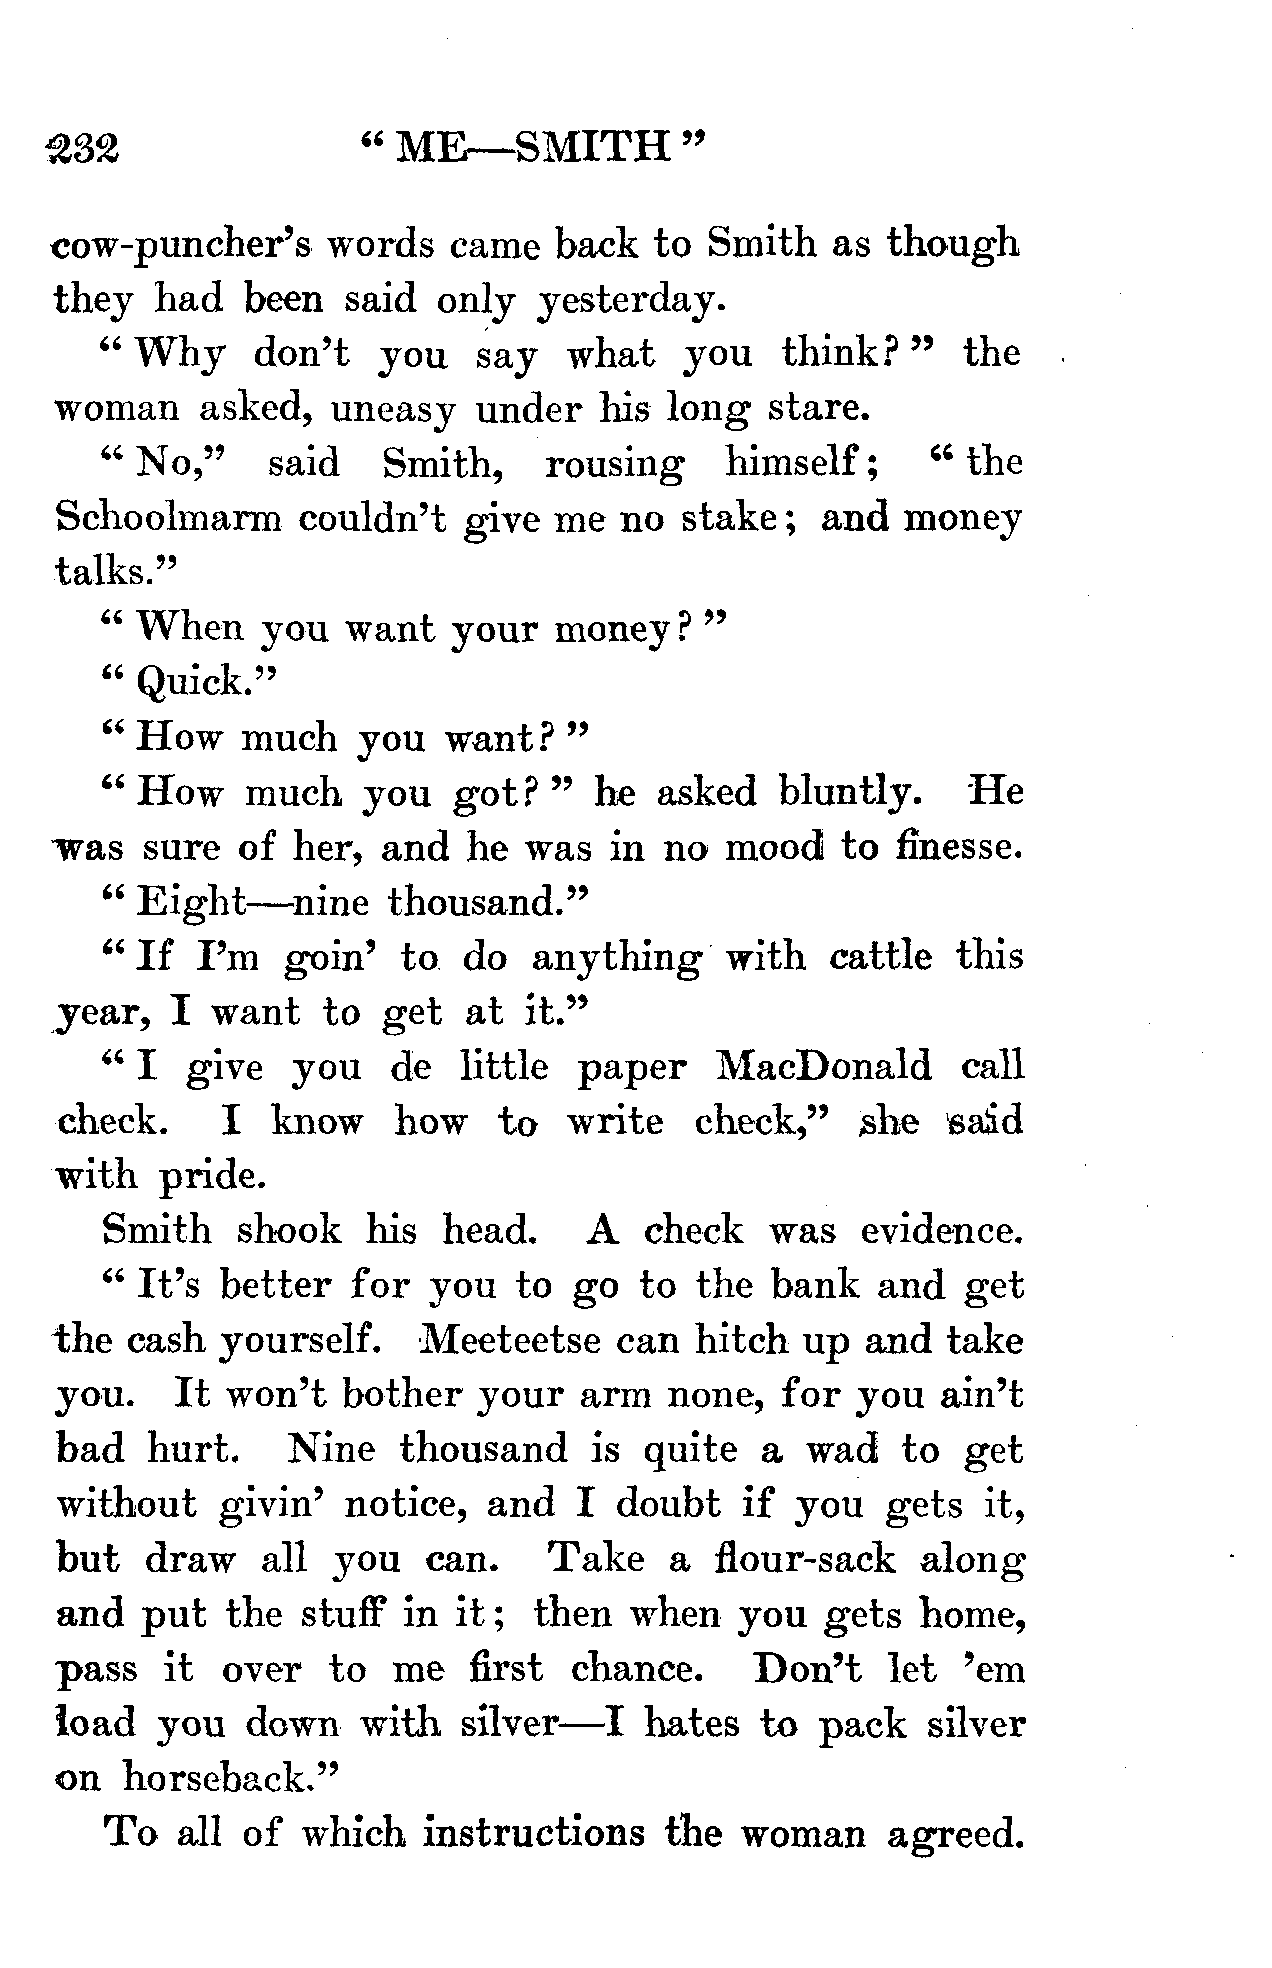 232 “ ME—SMITH ”
cow-puncher’s words came back to Smith as though
they had been said only yesterday.
“ Why don’t you say what you think? ” the
woman asked, uneasy under his long stare.
“ No,” said Smith, rousing himself; “ the
Schoolmarm couldn’t give me no stake; and money
talks.”
“ When you want your money? ”
“ Quick.”
“ How much you want? ”
“ How much you got? ” he asked bluntly. He
was sure of her, and he was in no mood to finesse.
“ Eight—nine thousand.”
“ If I’m goin’ to do anything with cattle this
year, I want to get at it.”
“ I give you de little paper MacDonald call
check. I know how to write check,” she said
with pride.
Smith shook his head. A check was evidence.
“ It’s better for you to go to the bank and get
the cash yourself. Meeteetse can hitch up and take
you. It won’t bother your arm none, for you ain’t
bad hurt. Nine thousand is quite a wad to get
without givin’ notice, and I doubt if you gets it,
but draw all you can. Take a flour-sack along
and put the stuff in it; then when you gets home,
pass it over to me first chance. Don’t let ’em
load you down with silver—I hates to pack silver
on horseback.”
To all of which instructions the woman agreed.